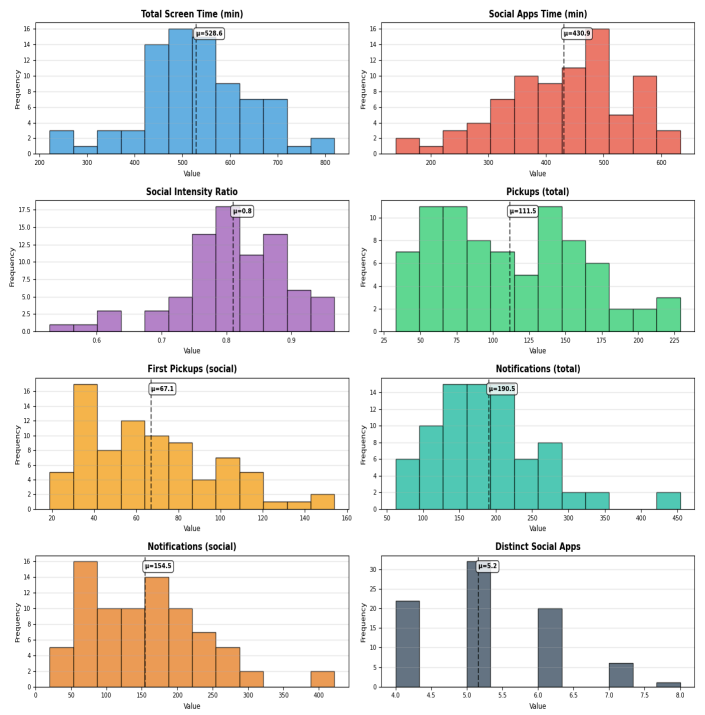 Total Screen Time (min)
Frequency
16
14
12
10
8
6
4
2
0
μ=528.6
200 300 400 500 600 700 800
Value
Social Apps Time (min)
Frequency
16
14
12
10
8
6
4
2
0
μ=430.9
200 300 400 500 600
Value
Social Intensity Ratio
Frequency
17.5
15.0
12.5
10.0
7.5
5.0
2.5
0.0
μ=0.8
0.6 0.7 0.8 0.9
Value
Pickups (total)
Frequency
10
8
6
4
2
0
μ=111.5
25 50 75 100 125 150 175 200 225
Value
First Pickups (social)
Frequency
16
14
12
10
8
6
4
2
0
μ=67.1
20 40 60 80 100 120 140 160
Value
Notifications (total)
Frequency
14
12
10
8
6
4
2
0
μ=190.5
50 100 150 200 250 300 350 400 450
Value
Notifications (social)
Frequency
16
14
12
10
8
6
4
2
0
μ=154.5
0 50 100 150 200 250 300 350 400
Value
Distinct Social Apps
Frequency
30
25
20
15
10
5
0
μ=5.2
4.0 4.5 5.0 5.5 6.0 6.5 7.0 7.5 8.0
Value